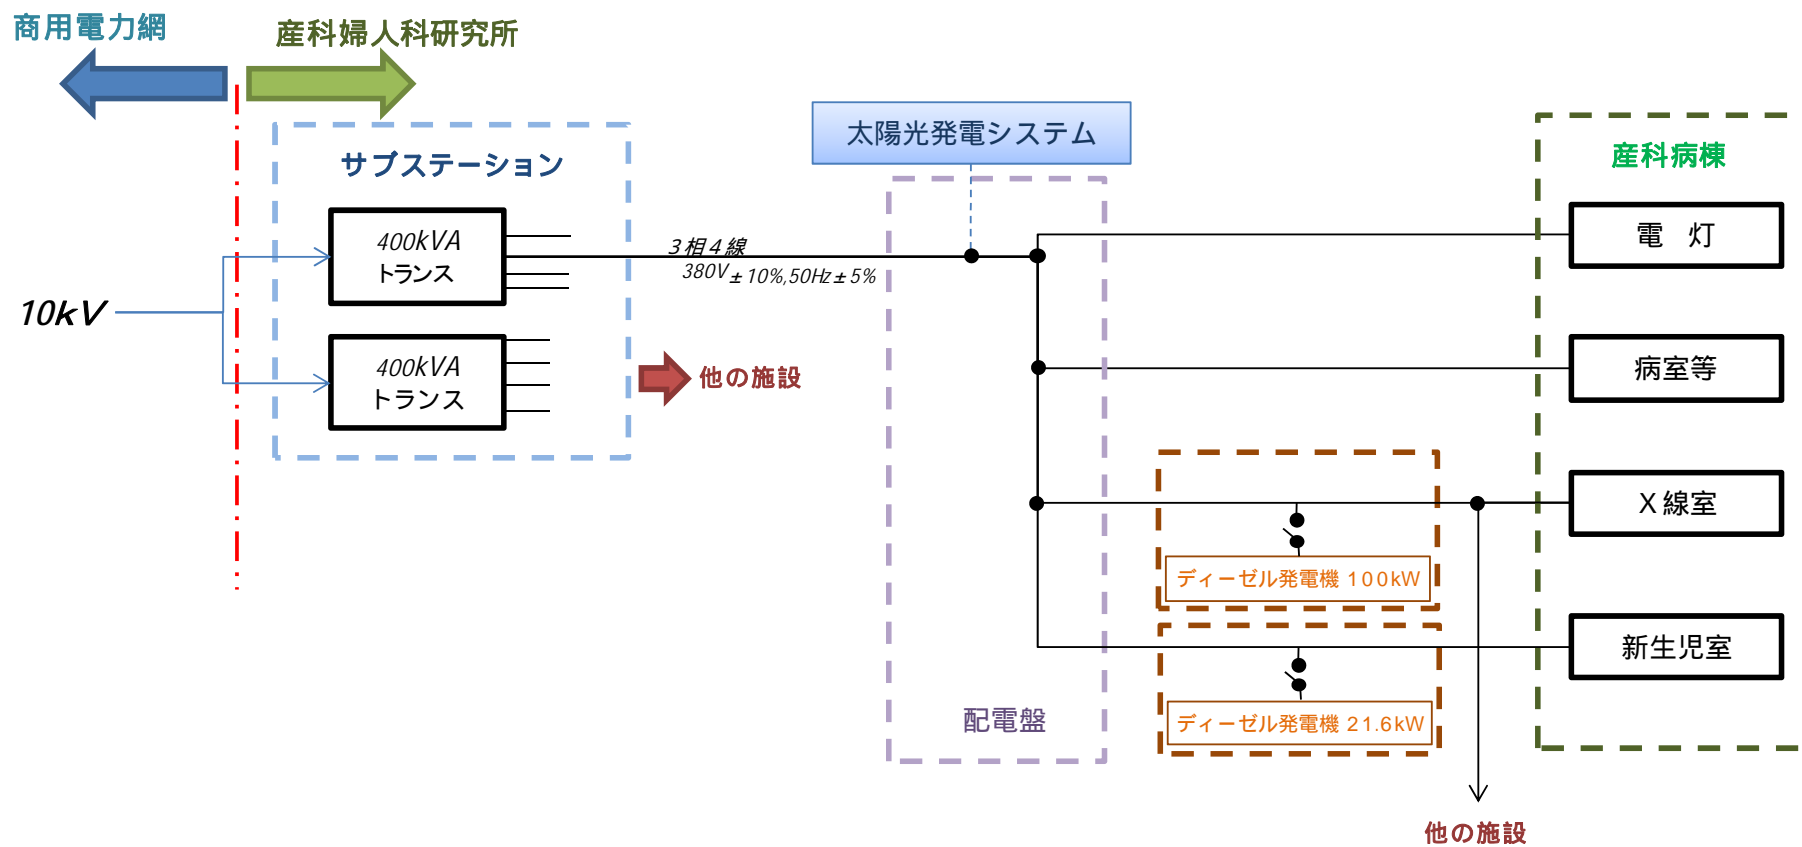 商用電力網
産科婦人科研究所
サブステーション
太陽光発電システム
産科病棟
400kVA
トランス
3相4線
380V±10%,50Hz±5%
電 灯
10kV
400kVA
トランス
他の施設
病室等
X線室
ディーゼル発電機 100kW
新生児室
配電盤
ディーゼル発電機 21.6kW
他の施設